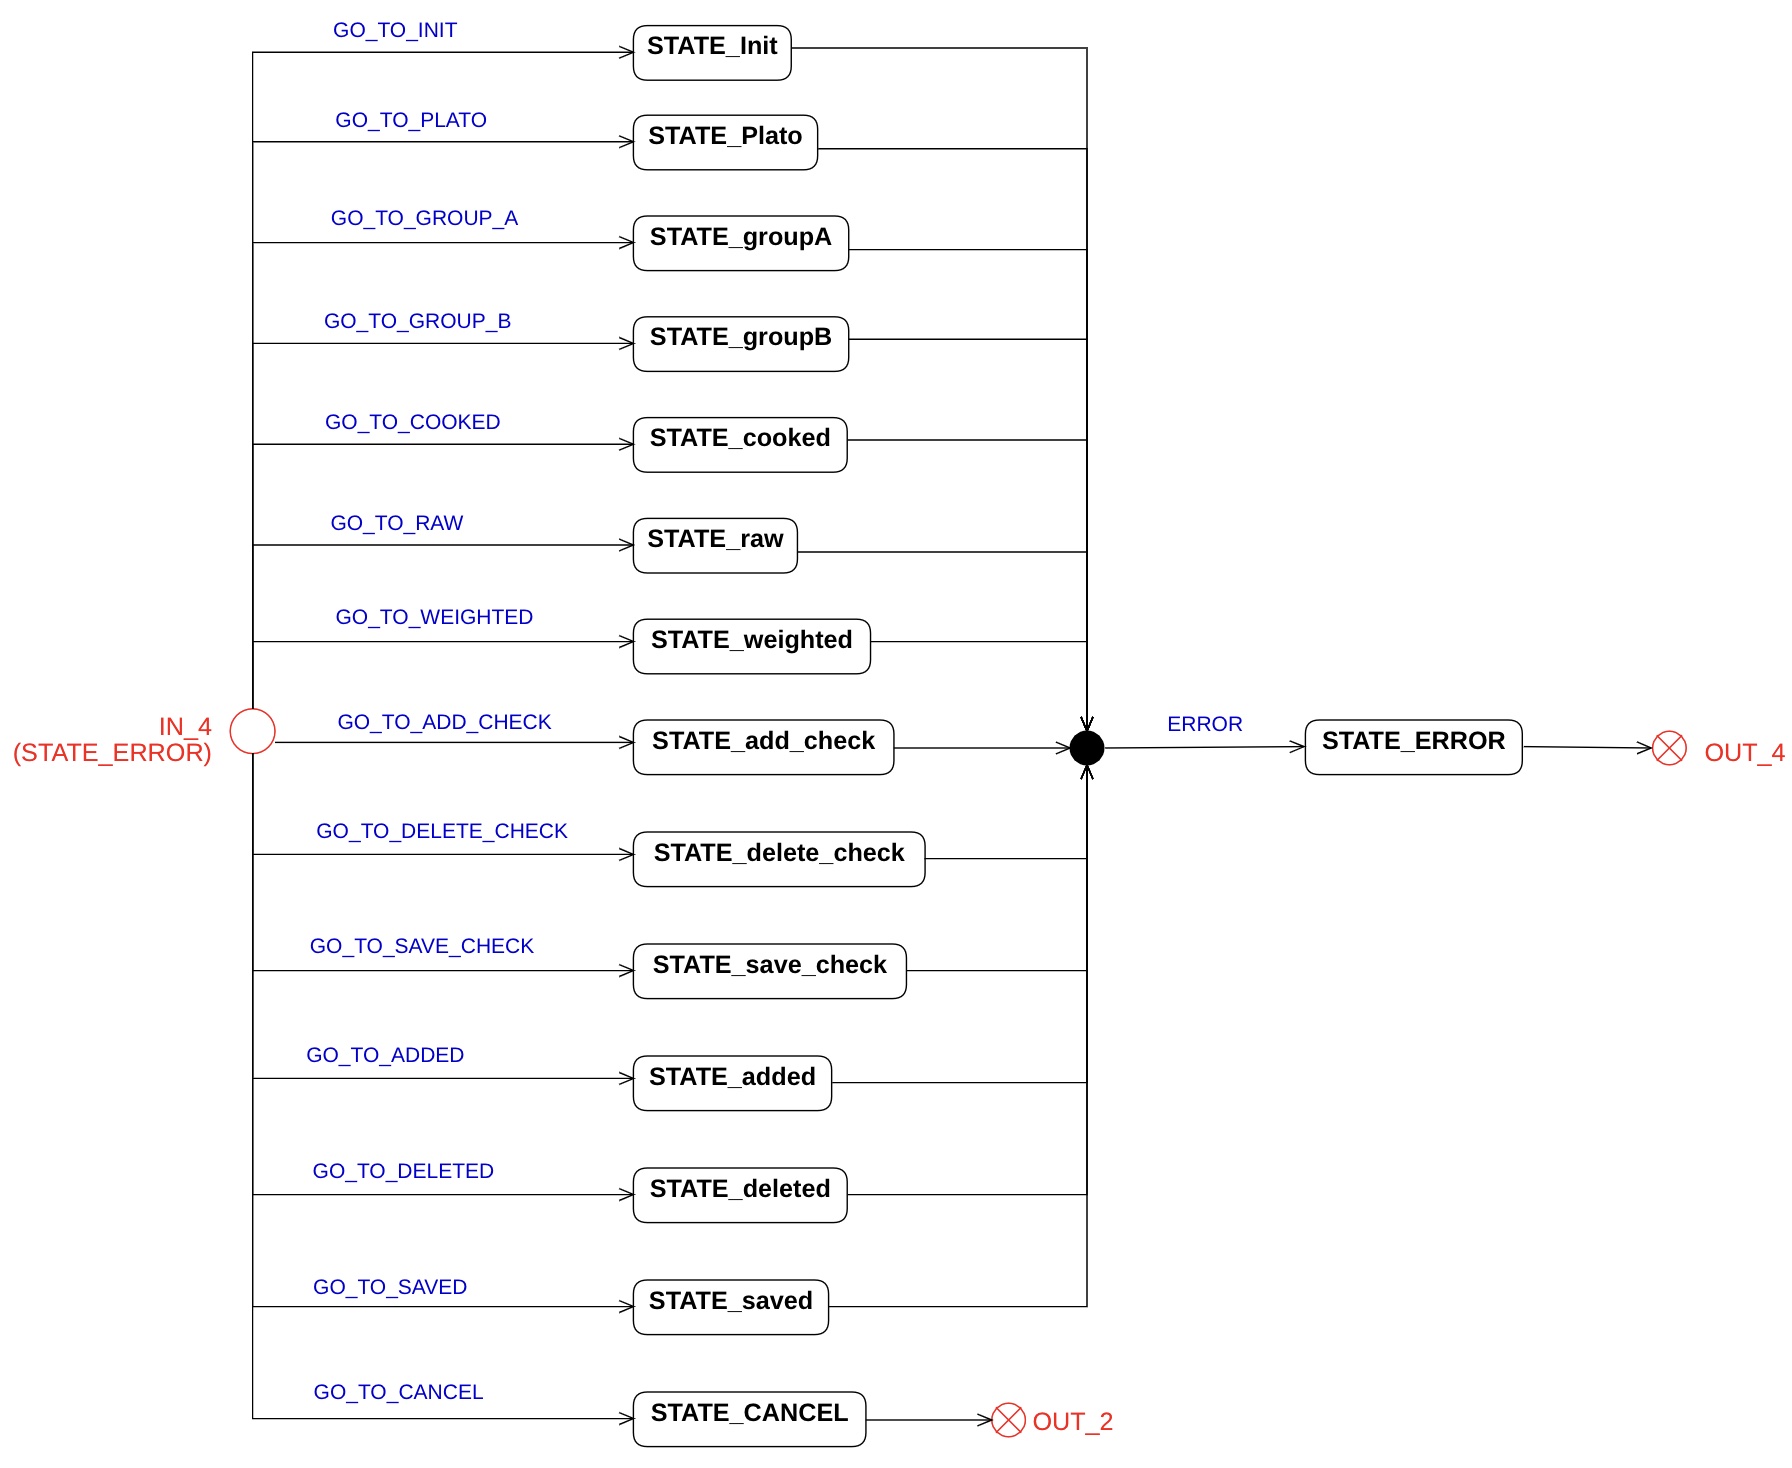 GO_TO_INIT
STATE_Init
GO_TO_PLATO
STATE_Plato
GO_TO_GROUP_A
STATE_groupA
GO_TO_GROUP_B
STATE_groupB
GO_TO_COOKED
STATE_cooked
GO_TO_RAW
STATE_raw
GO_TO_WEIGHTED
STATE_weighted
IN_4
(STATE_ERROR)
GO_TO_ADD_CHECK
STATE_add_check
ERROR
STATE_ERROR
OUT_4
GO_TO_DELETE_CHECK
STATE_delete_check
GO_TO_SAVE_CHECK
STATE_save_check
GO_TO_ADDED
STATE_added
GO_TO_DELETED
STATE_deleted
GO_TO_SAVED
STATE_saved
GO_TO_CANCEL
STATE_CANCEL
OUT_2